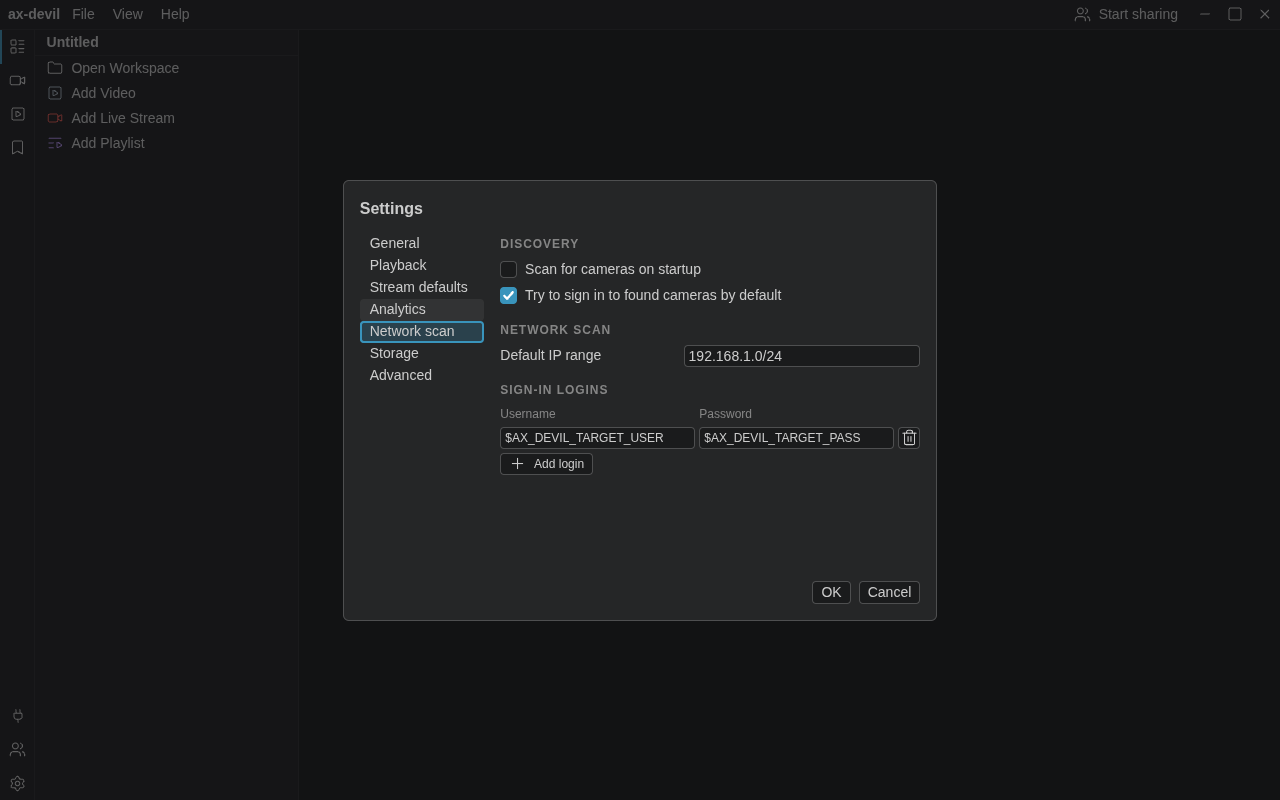 ax-devil File View Help Start sharing
Untitled
Open Workspace
Add Video
Add Live Stream
Add Playlist
Settings
General
Playback
Stream defaults
Analytics
Network scan
Storage
Advanced
DISCOVERY
Scan for cameras on startup
Try to sign in to found cameras by default
NETWORK SCAN
Default IP range 192.168.1.0/24
SIGN-IN LOGINS
Username Password
$AX_DEVIL_TARGET_USER $AX_DEVIL_TARGET_PASS
Add login
OK Cancel